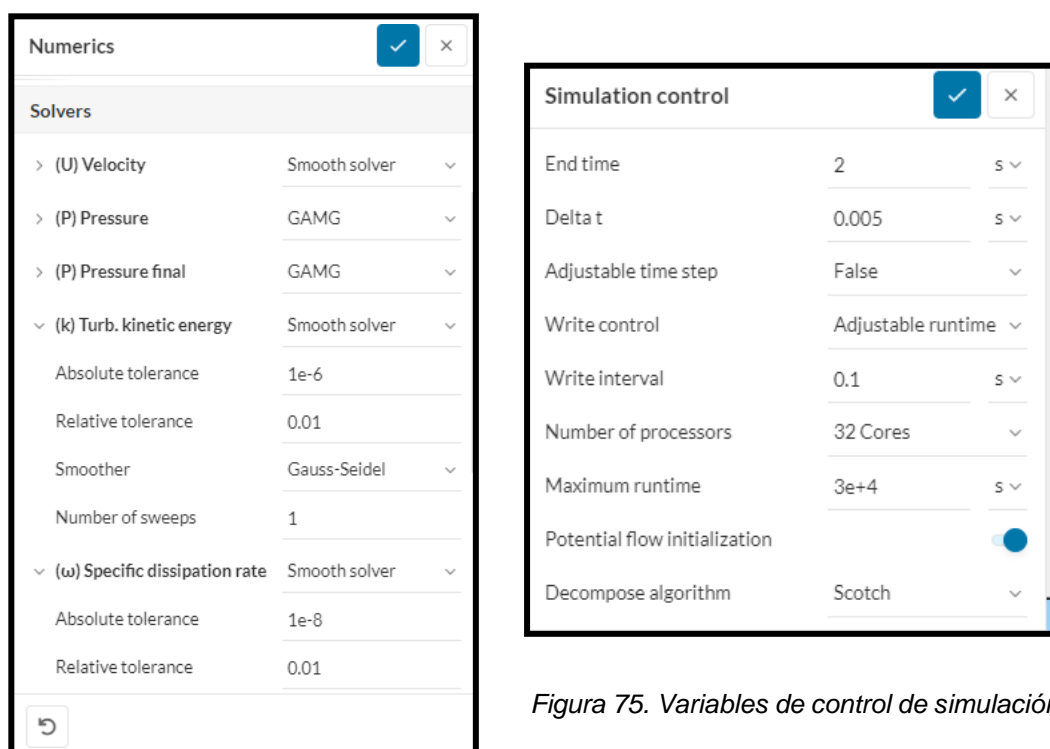 Numerics
Solvers
(U) Velocity Smooth solver
(P) Pressure GAMG
(P) Pressure final GAMG
(k) Turb. kinetic energy Smooth solver
Absolute tolerance 1e-6
Relative tolerance 0.01
Smoother Gauss-Seidel
Number of sweeps 1
(ω) Specific dissipation rate Smooth solver
Absolute tolerance 1e-8
Relative tolerance 0.01
Simulation control
End time 2 s
Delta t 0.005 s
Adjustable time step False
Write control Adjustable runtime
Write interval 0.1 s
Number of processors 32 Cores
Maximum runtime 3e+4 s
Potential flow initialization
Decompose algorithm Scotch
Figura 75. Variables de control de simulación